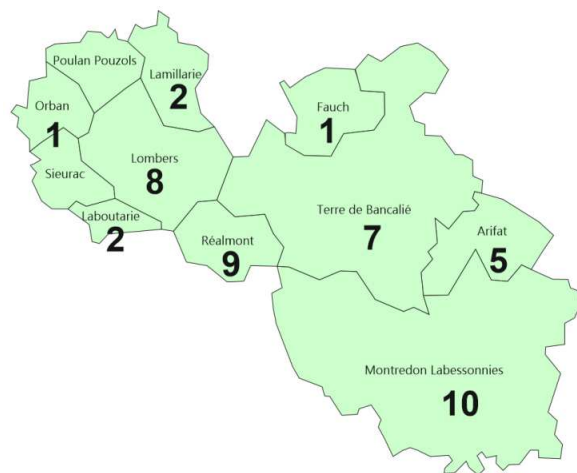 Poulan Pouzols
Lamillarie
2
Orban
1
Fauch
1
Sieurac
Lombers
8
Laboutarie
2
Réalmont
9
Terre de Bancalié
7
Arifat
5
Montredon Labessonnies
10